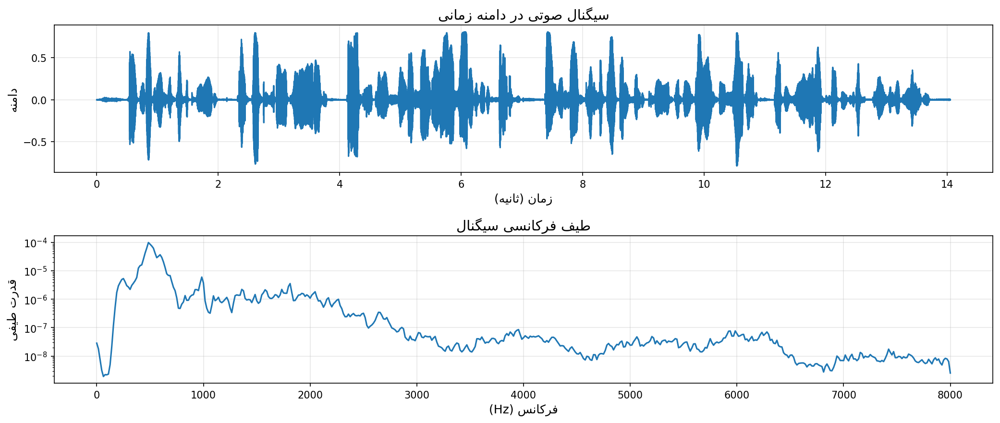 سیگنال صوتی در دامنه زمانی
دامنه
0.5
0.0
−0.5
0 2 4 6 8 10 12 14
زمان (ثانیه)
طیف فرکانسی سیگنال
قدرت طیفی
10⁻⁴
10⁻⁵
10⁻⁶
10⁻⁷
10⁻⁸
0 1000 2000 3000 4000 5000 6000 7000 8000
فرکانس (Hz)